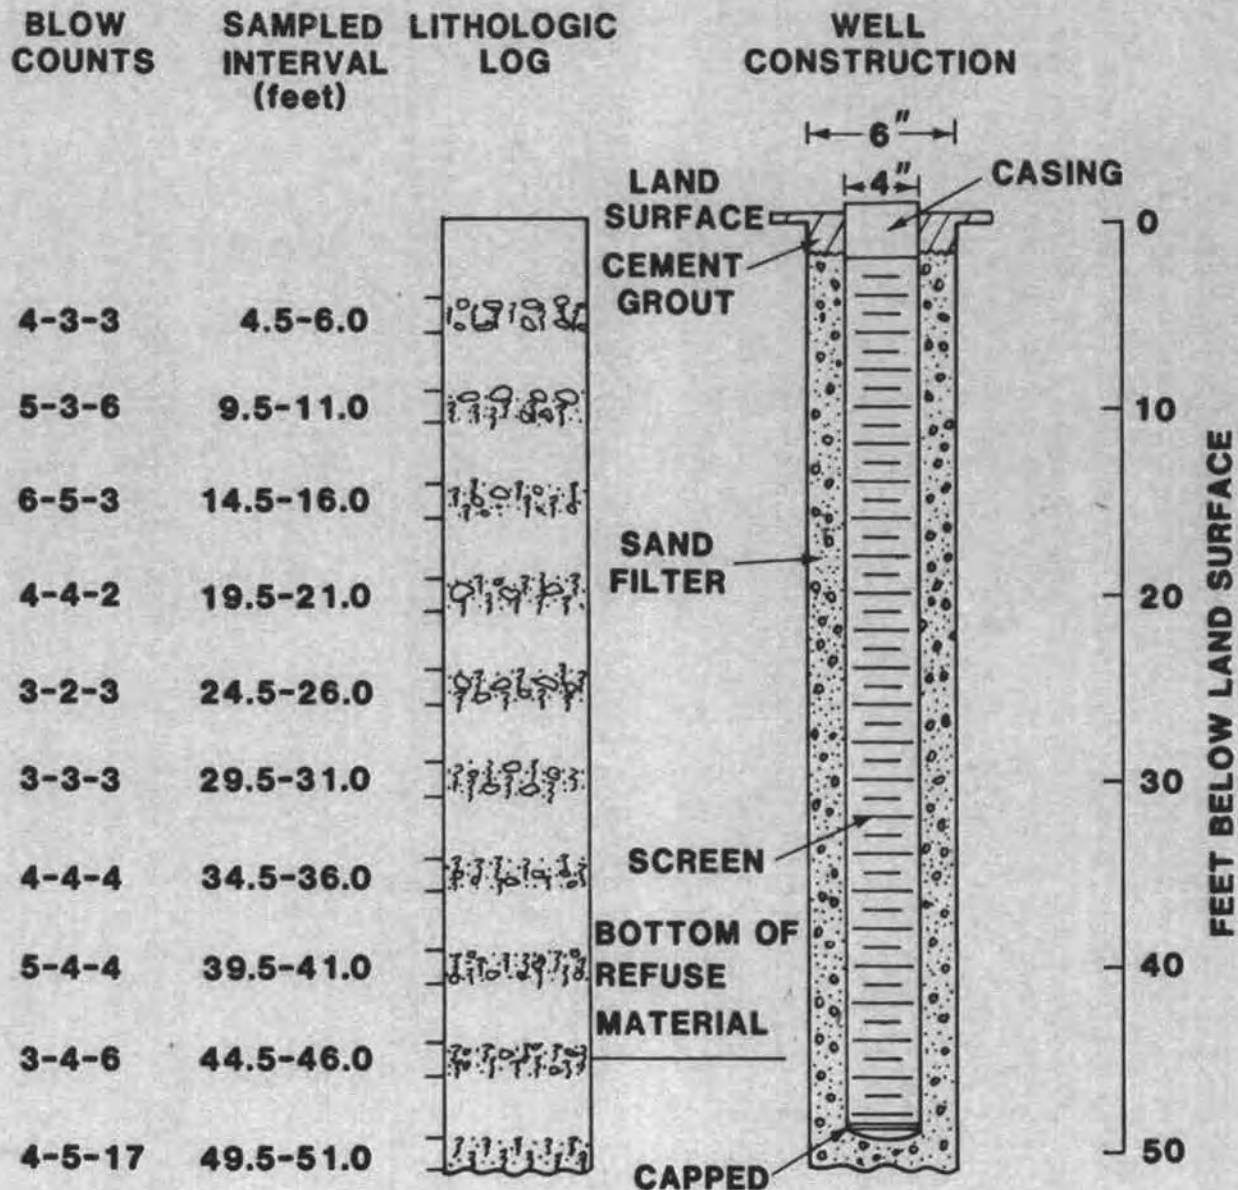 BLOW
COUNTS
SAMPLED
INTERVAL
(feet)
LITHOLOGIC
LOG
WELL
CONSTRUCTION
6"
4"
CASING
LAND
SURFACE
CEMENT
GROUT
0
4-3-3 4.5-6.0
5-3-6 9.5-11.0
10
6-5-3 14.5-16.0
SAND
FILTER
4-4-2 19.5-21.0
20
3-2-3 24.5-26.0
3-3-3 29.5-31.0
30
SCREEN
4-4-4 34.5-36.0
BOTTOM OF
REFUSE
MATERIAL
5-4-4 39.5-41.0
40
3-4-6 44.5-46.0
4-5-17 49.5-51.0
50
CAPPED
FEET BELOW LAND SURFACE